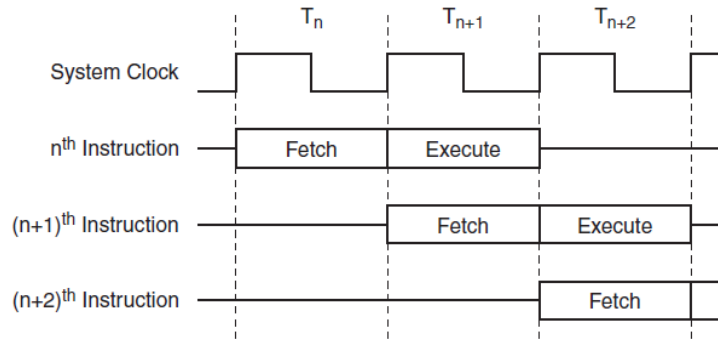 Tn Tn+1 Tn+2
System Clock
nth Instruction Fetch Execute
(n+1)th Instruction Fetch Execute
(n+2)th Instruction Fetch